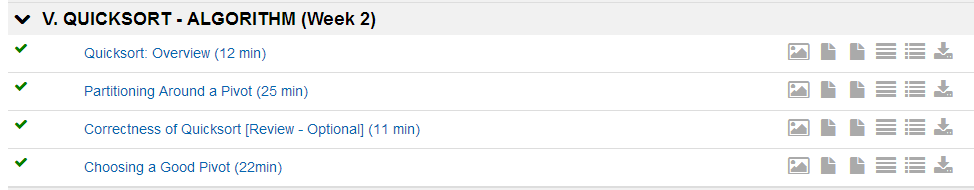 V. QUICKSORT - ALGORITHM (Week 2)
Quicksort: Overview (12 min)
Partitioning Around a Pivot (25 min)
Correctness of Quicksort [Review - Optional] (11 min)
Choosing a Good Pivot (22min)